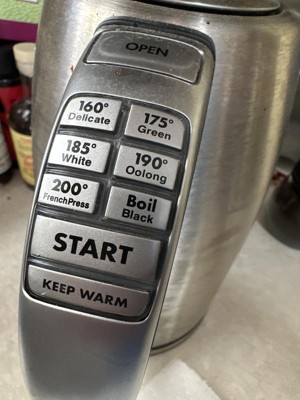 OPEN
160°
Delicate
175°
Green
185°
White
190°
Oolong
200°
FrenchPress
Boil
Black
START
KEEP WARM